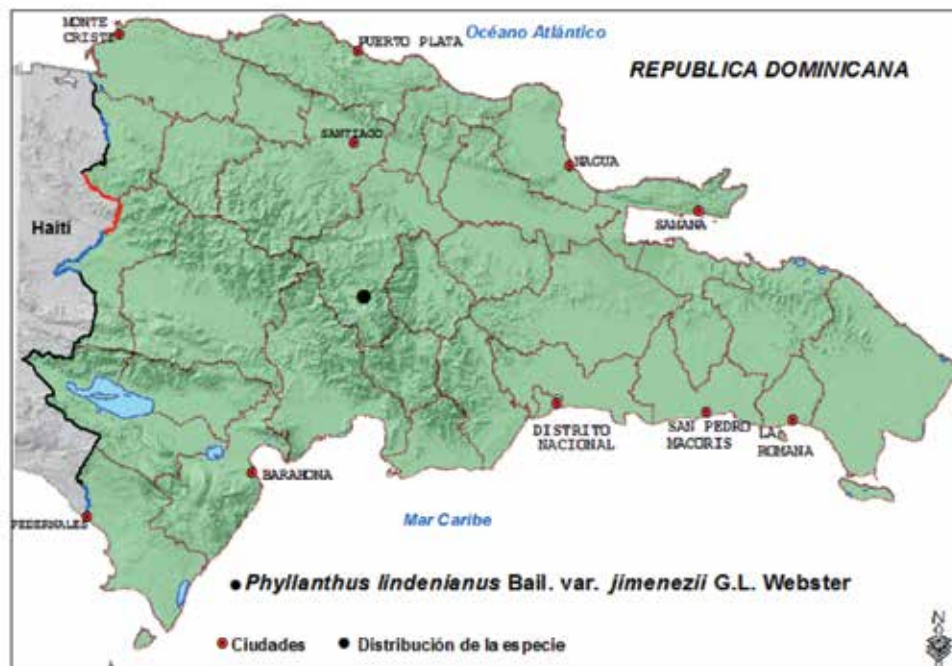 MONTE
CRISTI
PUERTO PLATA
Océano Atlántico
REPUBLICA DOMINICANA
SANTIAGO
NAGUA
SAMANA
Haití
DISTRITO
NACIONAL
SAN PEDRO
MACORIS
LA
ROMANA
BARAHONA
PEDERNALES
Mar Caribe
Phyllanthus lindenianus Bail. var. jimenezii G.L. Webster
Ciudades
Distribución de la especie
N